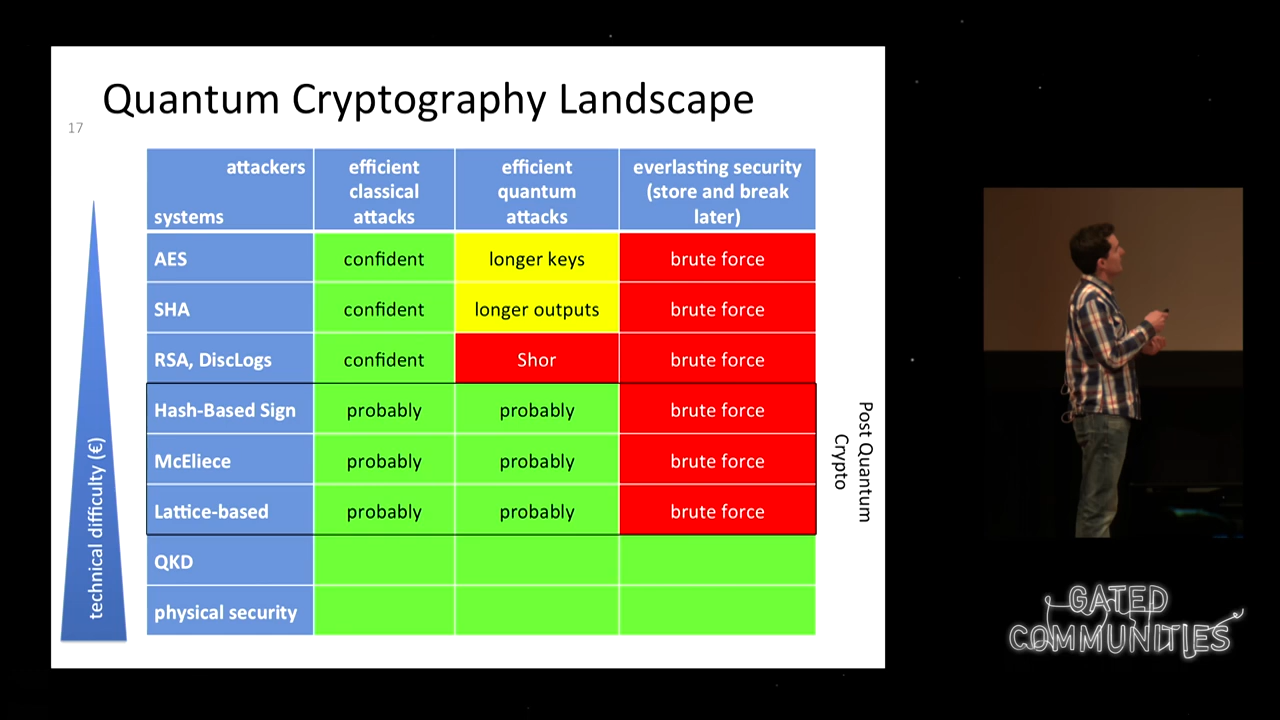 Quantum Cryptography Landscape
17
attackers
systems
efficient
classical
attacks
efficient
quantum
attacks
everlasting security
(store and break
later)
AES
confident
longer keys
brute force
SHA
confident
longer outputs
brute force
RSA, DiscLogs
confident
Shor
brute force
Hash-Based Sign
probably
probably
brute force
McEliece
probably
probably
brute force
Lattice-based
probably
probably
brute force
QKD
physical security
technical difficulty (€)
Post Quantum
Crypto
GATED
COMMUNITIES